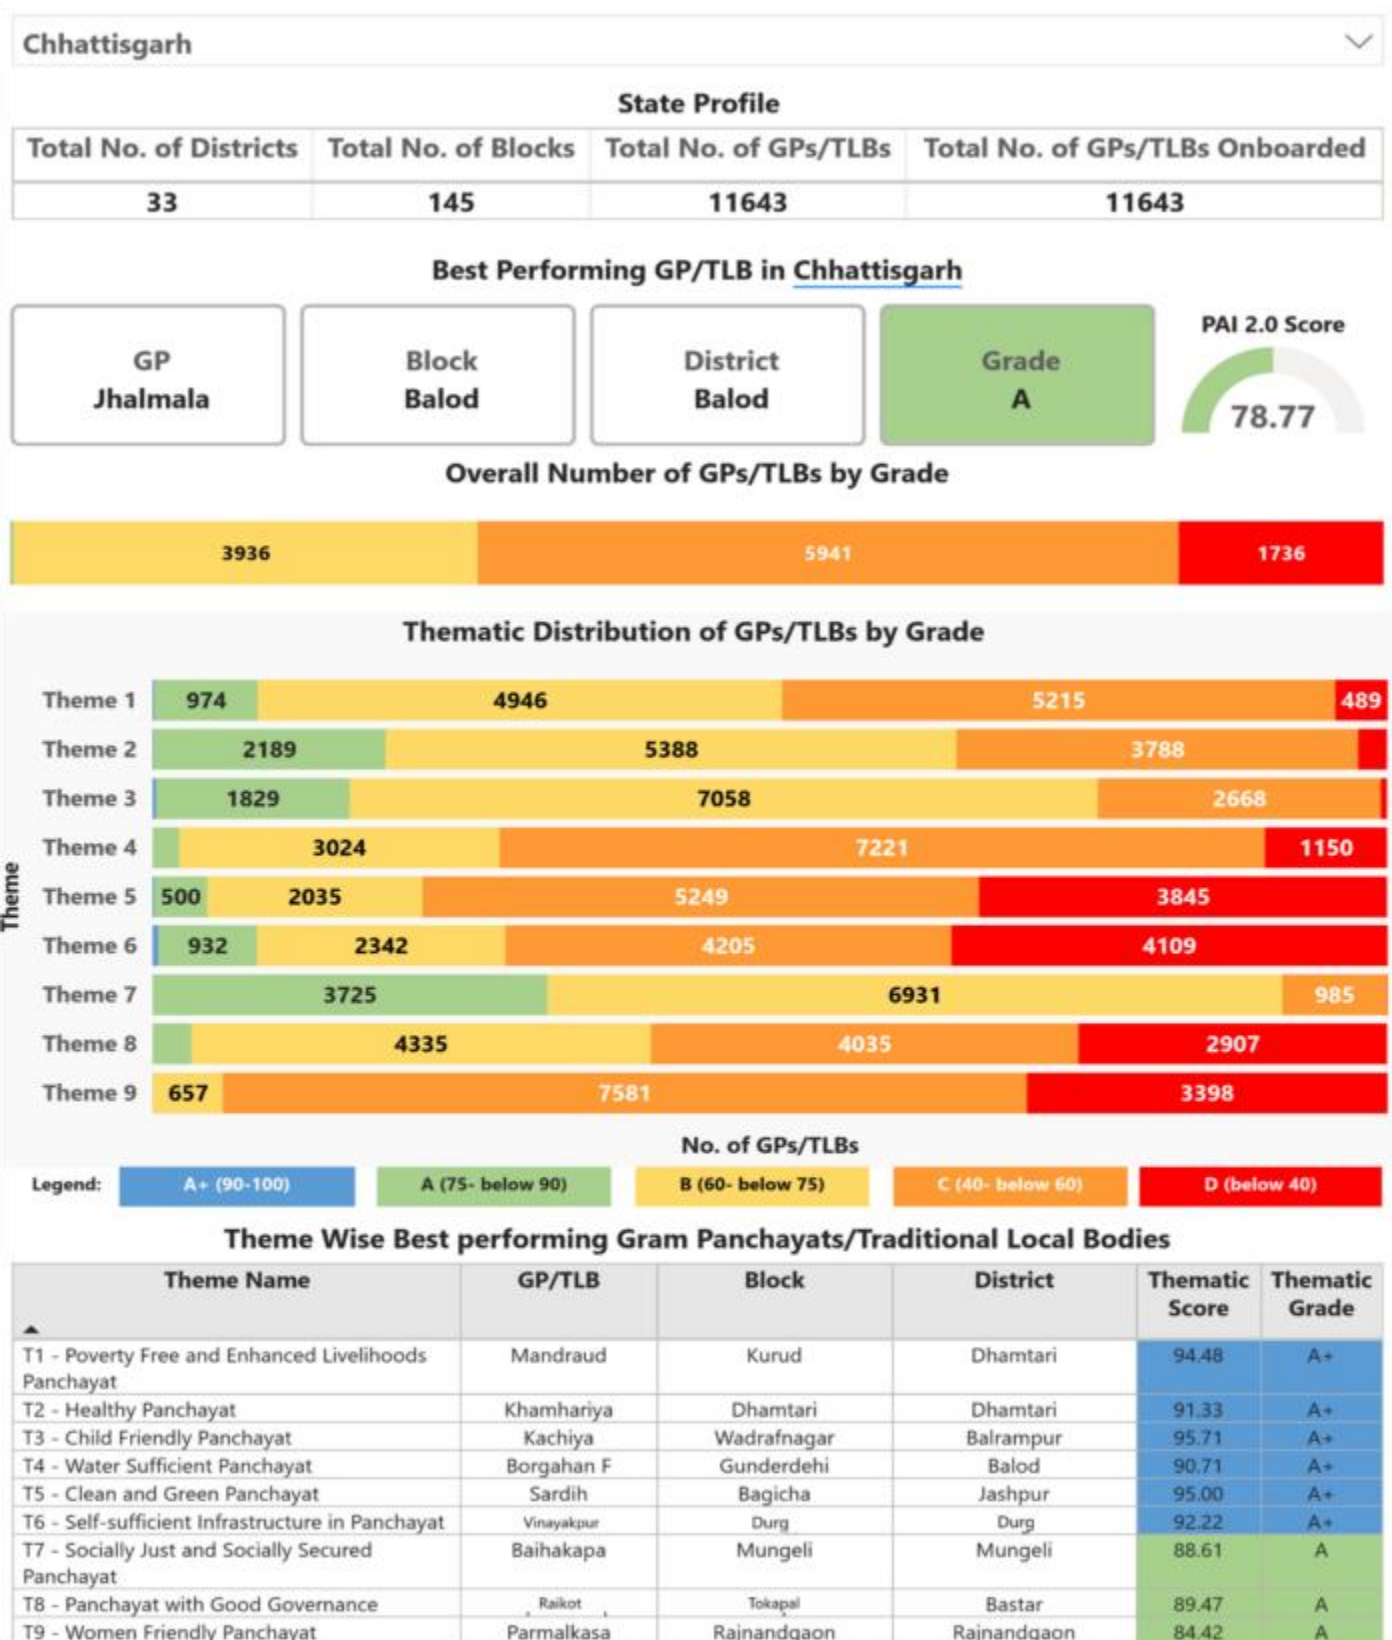 Chhattisgarh
State Profile
Total No. of Districts Total No. of Blocks Total No. of GPs/TLBs Total No. of GPs/TLBs Onboarded
33 145 11643 11643
Best Performing GP/TLB in Chhattisgarh
GP Block District Grade PAI 2.0 Score
Jhalmala Balod Balod A 78.77
Overall Number of GPs/TLBs by Grade
3936 5941 1736
Thematic Distribution of GPs/TLBs by Grade
Theme
Theme 1 974 4946 5215 489
Theme 2 2189 5388 3788
Theme 3 1829 7058 2668
Theme 4 3024 7221 1150
Theme 5 500 2035 5249 3845
Theme 6 932 2342 4205 4109
Theme 7 3725 6931 985
Theme 8 4335 4035 2907
Theme 9 657 7581 3398
No. of GPs/TLBs
Legend: A+ (90-100) A (75- below 90) B (60- below 75) C (40- below 60) D (below 40)
Theme Wise Best performing Gram Panchayats/Traditional Local Bodies
Theme Name GP/TLB Block District Thematic Thematic
Score Grade
T1 - Poverty Free and Enhanced Livelihoods Mandraud Kurud Dhamtari 94.48 A+
Panchayat
T2 - Healthy Panchayat Khamhariya Dhamtari Dhamtari 91.33 A+
T3 - Child Friendly Panchayat Kachiya Wadrafnagar Balrampur 95.71 A+
T4 - Water Sufficient Panchayat Borgahan F Gunderdehi Balod 90.71 A+
T5 - Clean and Green Panchayat Sardih Bagicha Jashpur 95.00 A+
T6 - Self-sufficient Infrastructure in Panchayat Vinayakpur Durg Durg 92.22 A+
T7 - Socially Just and Socially Secured Baihakapa Mungeli Mungeli 88.61 A
Panchayat
T8 - Panchayat with Good Governance Raikot Tokapal Bastar 89.47 A
T9 - Women Friendly Panchayat Parmalkasa Rajnandgaon Rajnandgaon 84.42 A